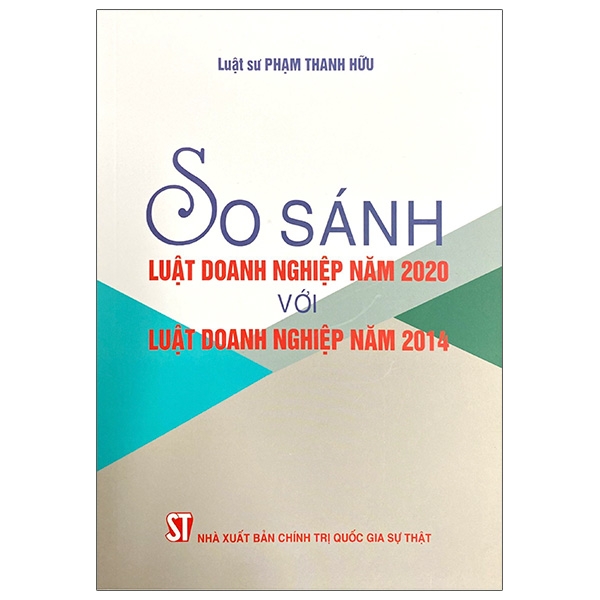 Luật sư PHẠM THANH HỮU
SO SÁNH
LUẬT DOANH NGHIỆP NĂM 2020
VỚI
LUẬT DOANH NGHIỆP NĂM 2014
ST
NHÀ XUẤT BẢN CHÍNH TRỊ QUỐC GIA SỰ THẬT